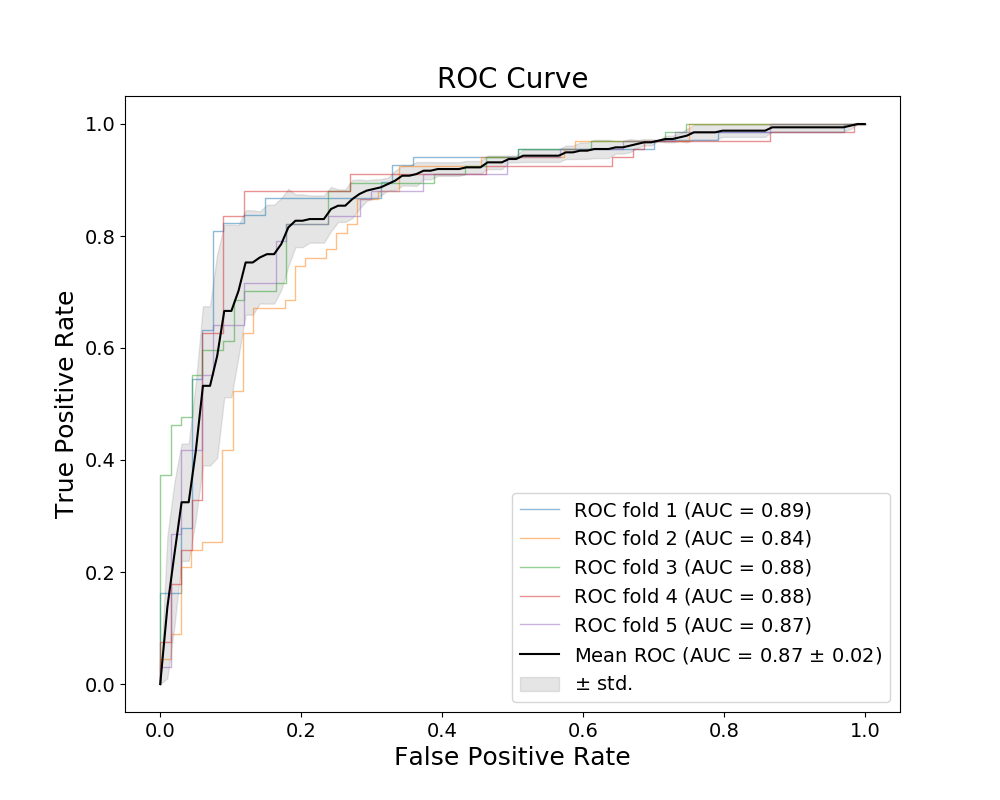 ROC Curve
1.0
0.8
0.6
0.4
0.2
0.0
True Positive Rate
ROC fold 1 (AUC = 0.89)
ROC fold 2 (AUC = 0.84)
ROC fold 3 (AUC = 0.88)
ROC fold 4 (AUC = 0.88)
ROC fold 5 (AUC = 0.87)
Mean ROC (AUC = 0.87 ± 0.02)
± std.
0.0 0.2 0.4 0.6 0.8 1.0
False Positive Rate